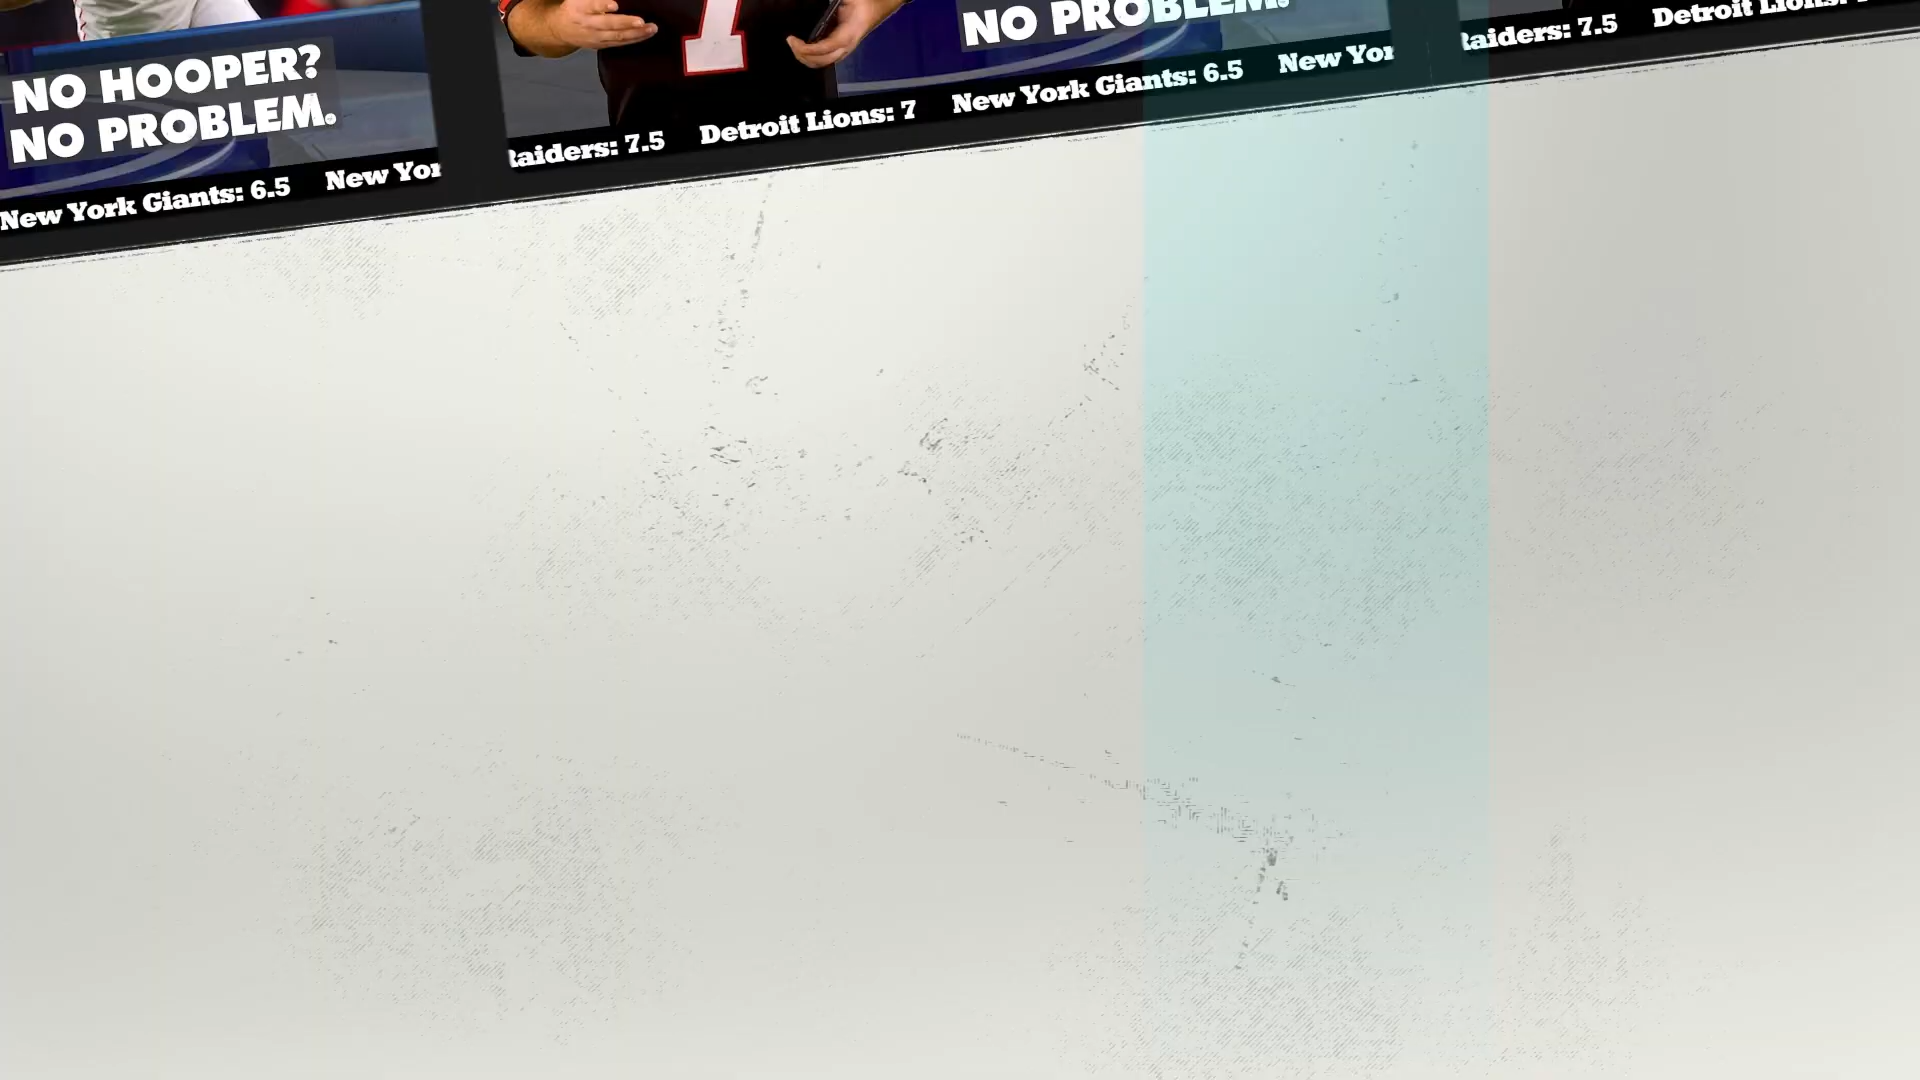 NO HOOPER?
NO PROBLEM.
New York Giants: 6.5 New Yor
7
Raiders: 7.5 Detroit Lions: 7 New York Giants: 6.5 New Yor
NO PROBLEM.
Raiders: 7.5 Detroit Lions: